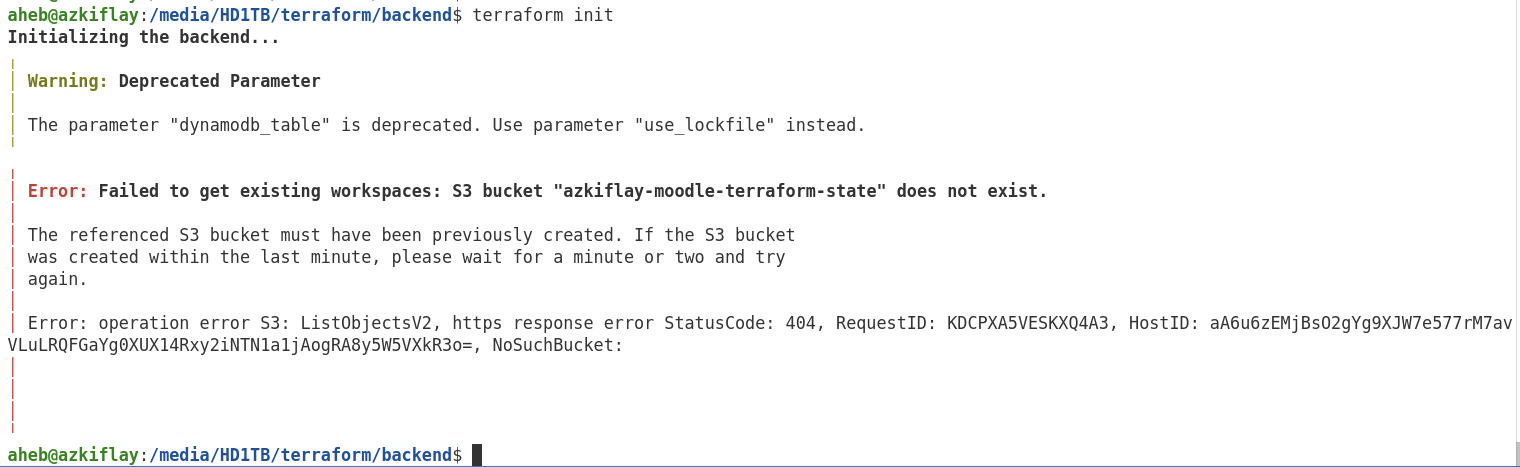 aheb@azkiflay:/media/HD1TB/terraform/backend$ terraform init
Initializing the backend...
Warning: Deprecated Parameter
The parameter "dynamodb_table" is deprecated. Use parameter "use_lockfile" instead.
Error: Failed to get existing workspaces: S3 bucket "azkiflay-moodle-terraform-state" does not exist.
The referenced S3 bucket must have been previously created. If the S3 bucket
was created within the last minute, please wait for a minute or two and try
again.
Error: operation error S3: ListObjectsV2, https response error StatusCode: 404, RequestID: KDCPXA5VESKXQ4A3, HostID: aA6u6zEMjBsO2gYg9XJW7e577rM7av
VLuLRQFGaYg0XUX14Rxy2iNTN1a1jAogRA8y5W5VXkR3o=, NoSuchBucket:
aheb@azkiflay:/media/HD1TB/terraform/backend$